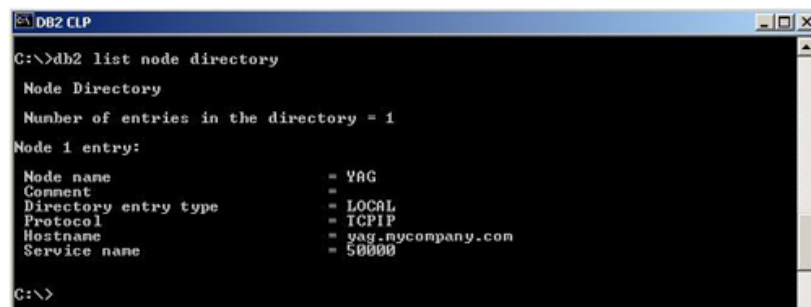 DB2 CLP
C:\>db2 list node directory
Node Directory
Number of entries in the directory = 1
Node 1 entry:
Node name = YAG
Comment =
Directory entry type = LOCAL
Protocol = TCPIP
Hostname = yag.mycompany.com
Service name = 50000
C:\>